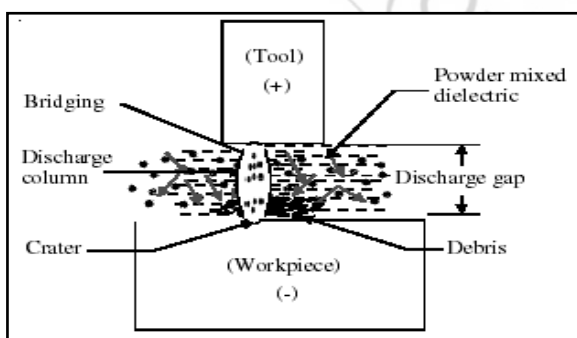 (Tool)
(+)
Powder mixed
dielectric
Bridging
Discharge
column
Discharge gap
Crater
Debris
(Workpiece)
(-)